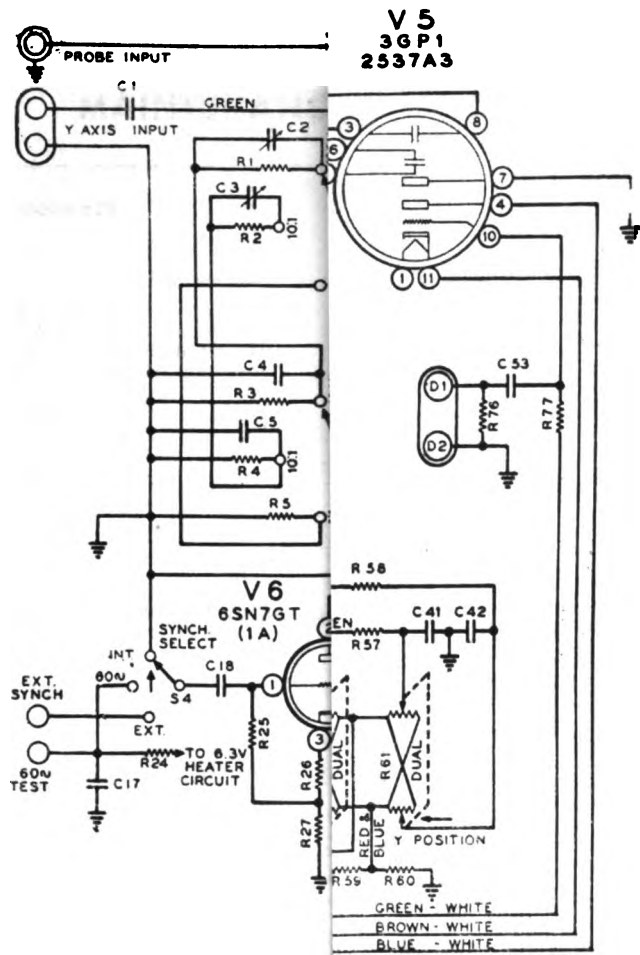 V 5
3GP1
2537A3
PROBE INPUT
C1
GREEN
Y AXIS INPUT
C2
3
8
6
R1
C3
7
R2
10:1
4
10
1
11
C4
C53
D1
R3
R76
R77
C5
R4
10:1
D2
R5
R58
V 6
6SN7GT
(1A)
2
EN
R57
C41
C42
SYNCH.
SELECT
INT.
60~
C18
1
S4
EXT.
SYNCH
EXT.
R25
3
DUAL
R61
DUAL
R24
TO 6.3V
HEATER
CIRCUIT
R26
60~
TEST
C17
R27
RED &
BLUE
Y POSITION
R59
R60
GREEN - WHITE
BROWN - WHITE
BLUE - WHITE